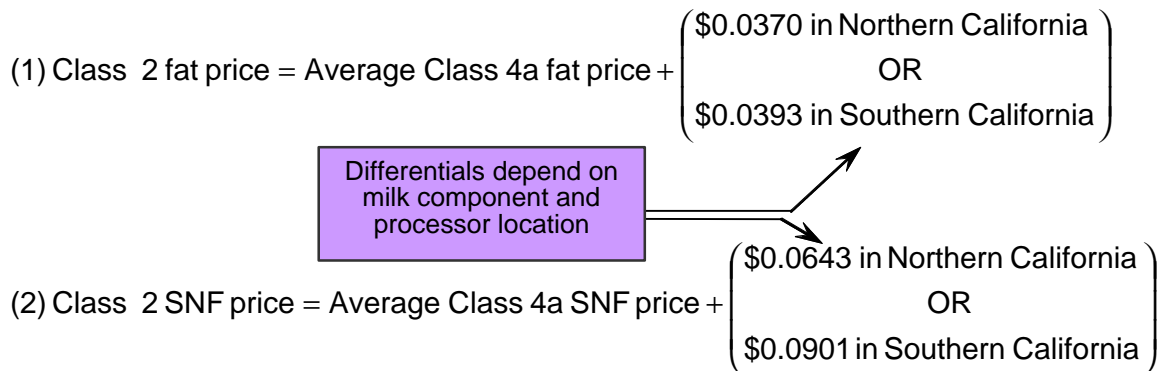 $0.0370 in Northern California
(1) Class 2 fat price = Average Class 4a fat price + OR
$0.0393 in Southern California
Differentials depend on
milk component and
processor location
$0.0643 in Northern California
(2) Class 2 SNF price = Average Class 4a SNF price + OR
$0.0901 in Southern California